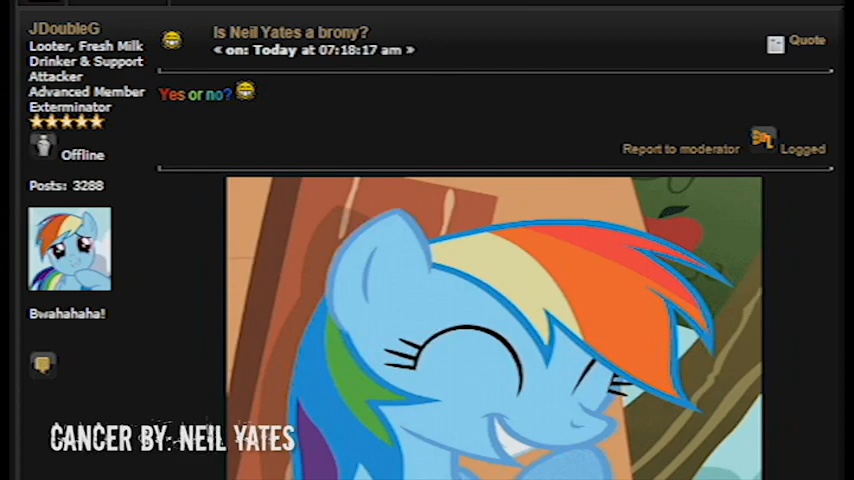 JDoubleG
Looter, Fresh Milk
Drinker & Support
Attacker
Advanced Member
Exterminator
Offline
Posts: 3288
Bwahahaha!
Is Neil Yates a brony?
« on: Today at 07:18:17 am »
Quote
Yes or no?
Report to moderator
Logged
CANCER BY: NEIL YATES